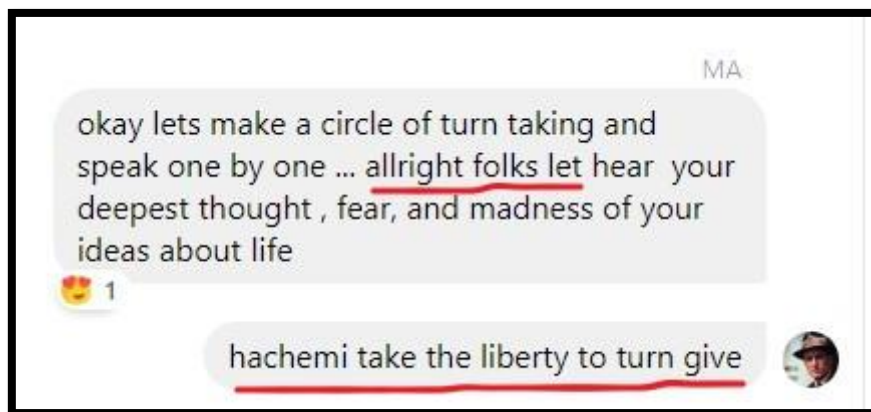 MA
okay lets make a circle of turn taking and
speak one by one ... allright folks let hear  your
deepest thought , fear, and madness of your
ideas about life
😍 1
hachemi take the liberty to turn give